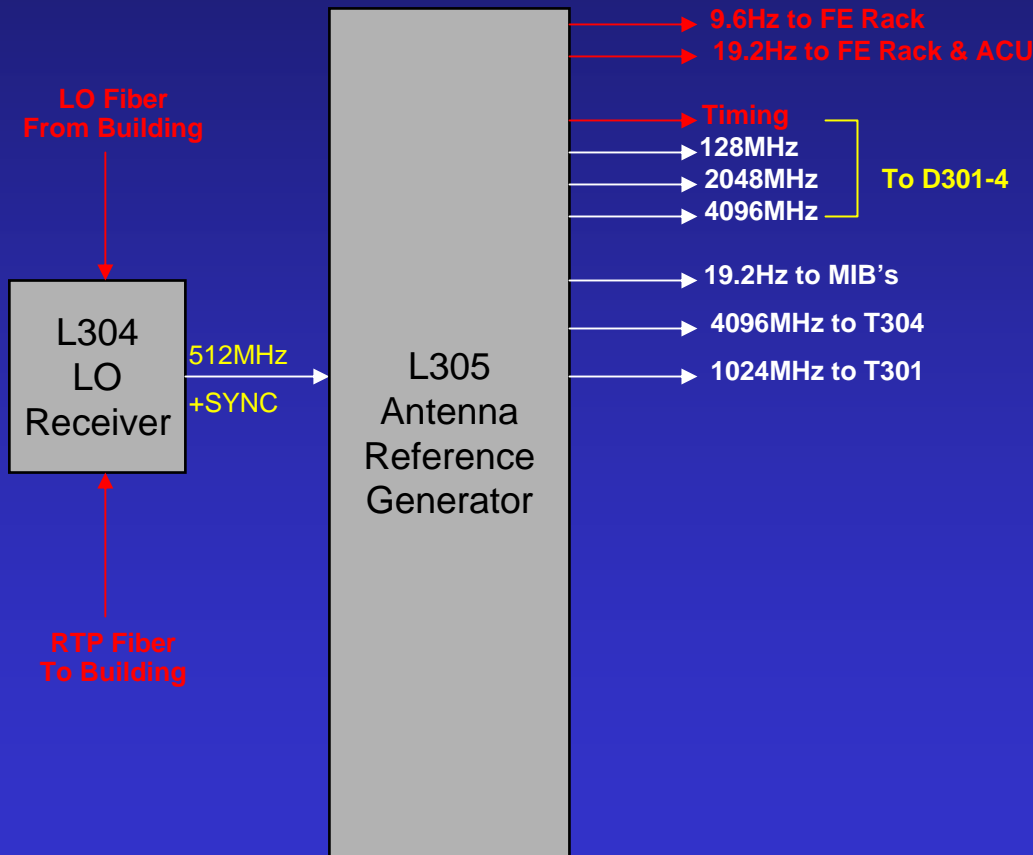 9.6Hz to FE Rack
19.2Hz to FE Rack & ACU
LO Fiber
From Building
Timing
128MHz
2048MHz
4096MHz
To D301-4
19.2Hz to MIB's
4096MHz to T304
1024MHz to T301
L304
LO
Receiver
512MHz
+SYNC
L305
Antenna
Reference
Generator
RTP Fiber
To Building